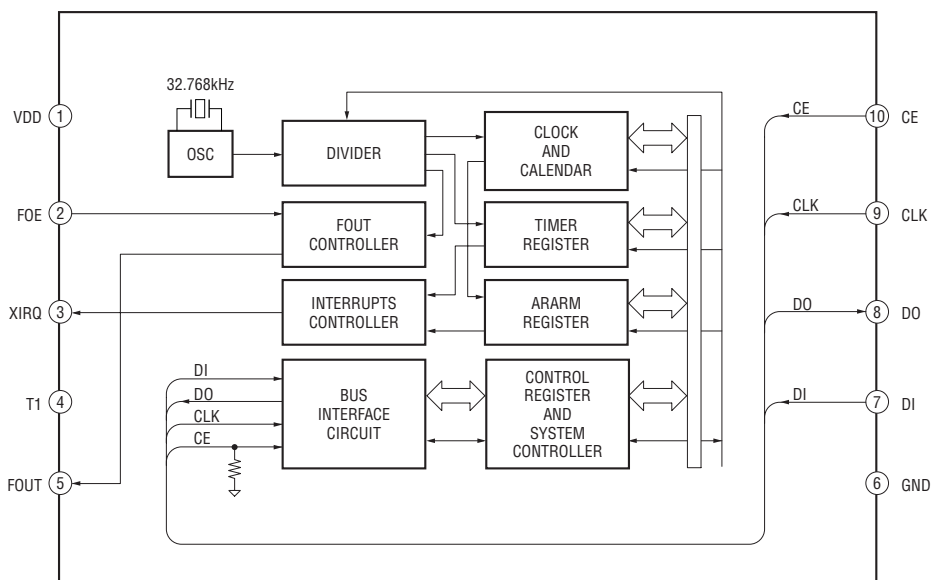 32.768kHz
OSC
DIVIDER
CLOCK
AND
CALENDAR
FOUT
CONTROLLER
TIMER
REGISTER
INTERRUPTS
CONTROLLER
ARARM
REGISTER
BUS
INTERFACE
CIRCUIT
CONTROL
REGISTER
AND
SYSTEM
CONTROLLER
DI
DO
CLK
CE
VDD 1
FOE 2
XIRQ 3
T1 4
FOUT 5
CE 10 CE
CLK 9 CLK
DO 8 DO
DI 7 DI
6 GND